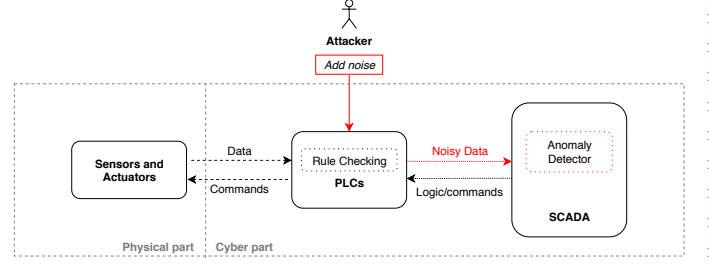 Attacker
Add noise
Sensors and
Actuators
Data
Commands
Rule Checking
PLCs
Noisy Data
Logic/commands
Anomaly
Detector
SCADA
Physical part
Cyber part